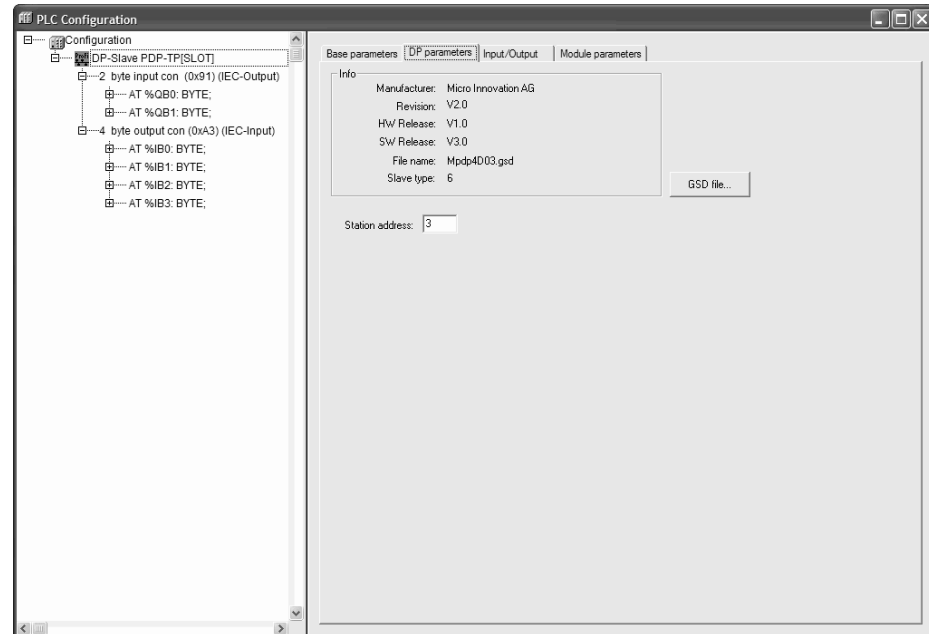 PLC Configuration
Configuration
DP-Slave PDP-TP[SLOT]
2 byte input con (0x91) (IEC-Output)
AT %QB0: BYTE;
AT %QB1: BYTE;
4 byte output con (0xA3) (IEC-Input)
AT %IB0: BYTE;
AT %IB1: BYTE;
AT %IB2: BYTE;
AT %IB3: BYTE;
Base parameters DP parameters Input/Output Module parameters
Info
Manufacturer: Micro Innovation AG
Revision: V2.0
HW Release: V1.0
SW Release: V3.0
File name: Mpdp4D03.gsd
Slave type: 6
GSD file...
Station address: 3